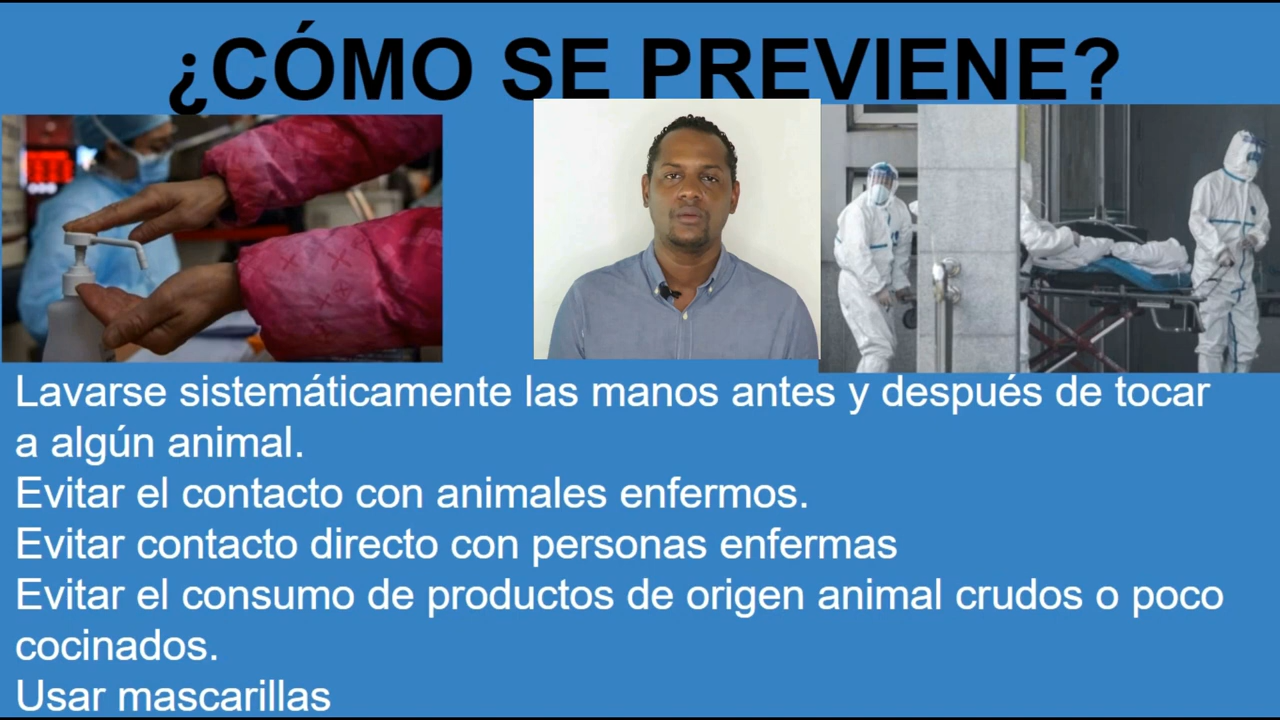 ¿CÓMO SE PREVIENE?
Lavarse sistemáticamente las manos antes y después de tocar
a algún animal.
Evitar el contacto con animales enfermos.
Evitar contacto directo con personas enfermas
Evitar el consumo de productos de origen animal crudos o poco
cocinados.
Usar mascarillas